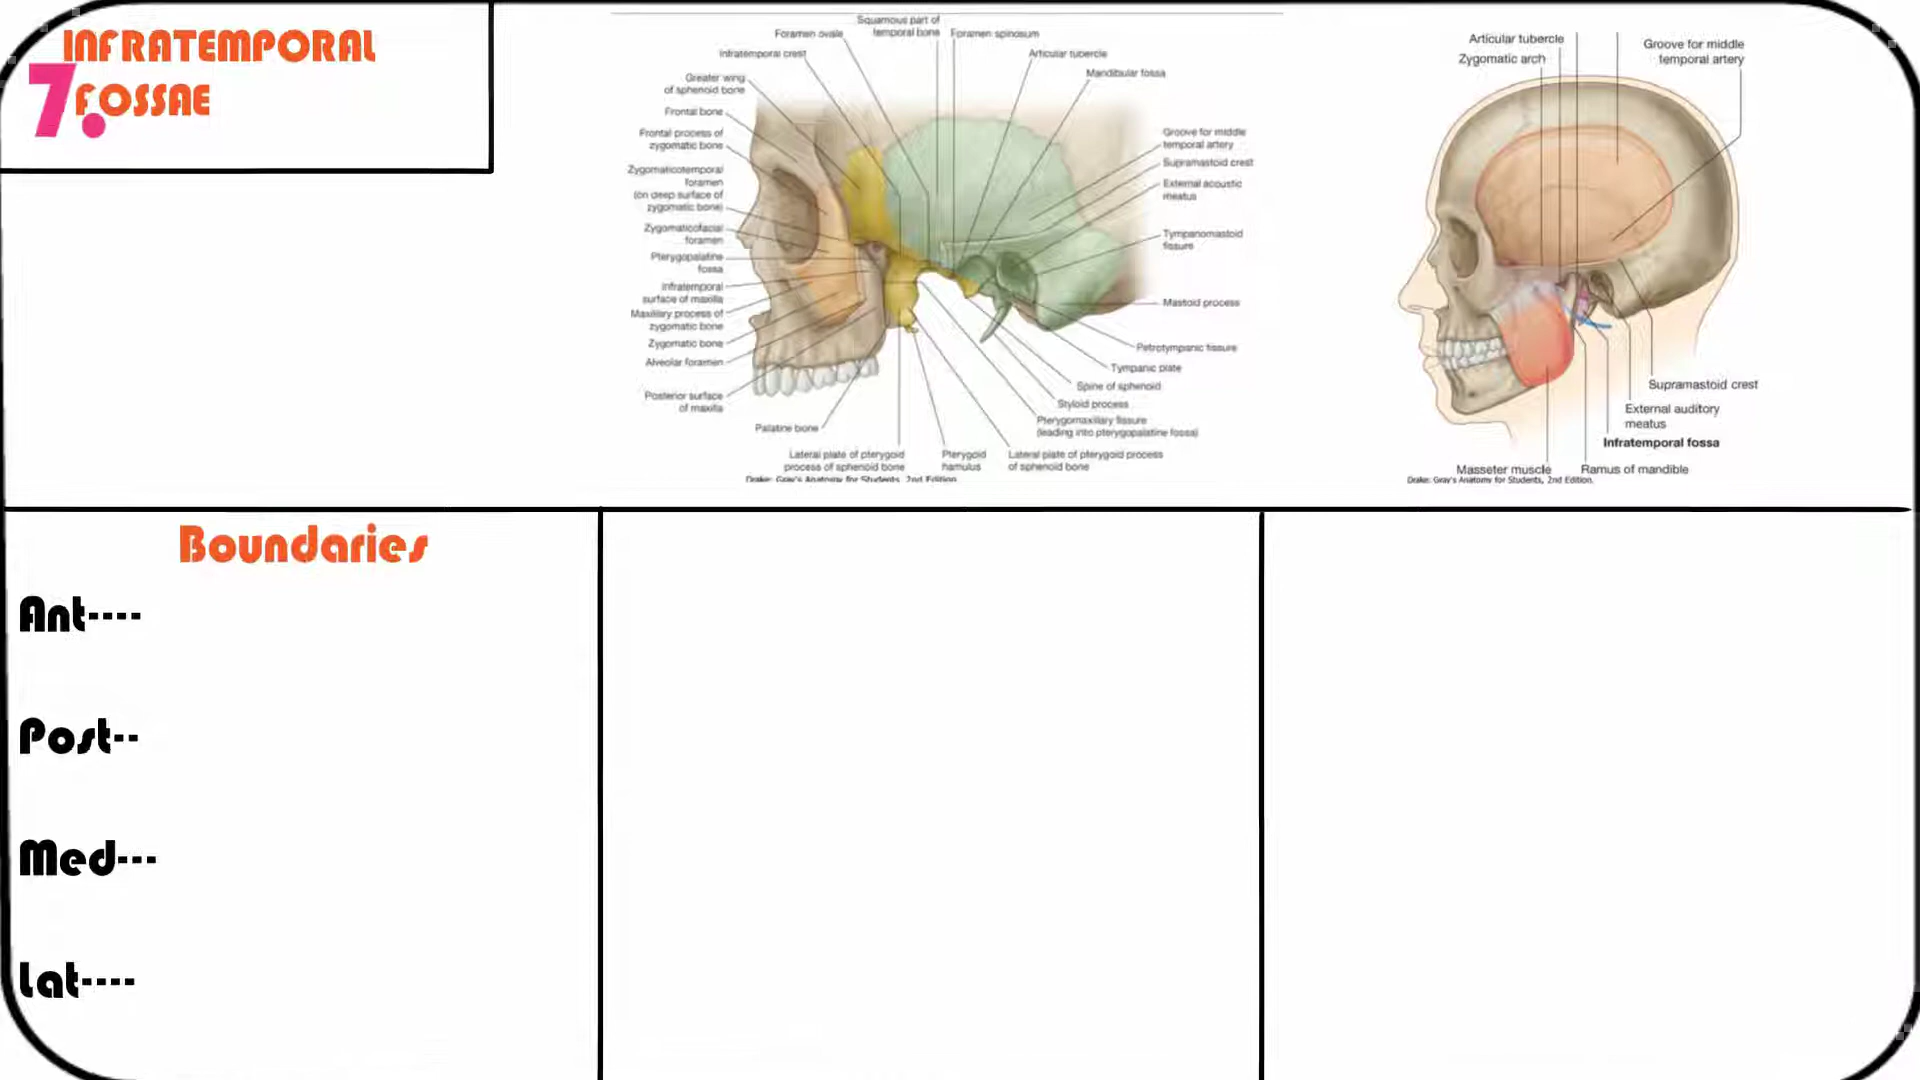 INFRATEMPORAL
7.
FOSSAE
Squamous part of
temporal bone
Foramen ovale
Foramen spinosum
Infratemporal crest
Articular tubercle
Greater wing
of sphenoid bone
Mandibular fossa
Frontal bone
Frontal process of
zygomatic bone
Groove for middle
temporal artery
Supramastoid crest
Zygomaticotemporal
foramen
(on deep surface of
zygomatic bone)
External acoustic
meatus
Zygomaticofacial
foramen
Tympanomastoid
fissure
Pterygopalatine
fossa
Infratemporal
surface of maxilla
Mastoid process
Maxillary process of
zygomatic bone
Zygomatic bone
Petrotympanic fissure
Alveolar foramen
Tympanic plate
Spine of sphenoid
Posterior surface
of maxilla
Styloid process
Pterygomaxillary fissure
(leading into pterygopalatine fossa)
Palatine bone
Lateral plate of pterygoid
process of sphenoid bone
Pterygoid
hamulus
Lateral plate of pterygoid process
of sphenoid bone
Drake: Gray's Anatomy for Students, 2nd Edition.
Articular tubercle
Zygomatic arch
Groove for middle
temporal artery
Supramastoid crest
External auditory
meatus
Infratemporal fossa
Masseter muscle
Ramus of mandible
Drake: Gray's Anatomy for Students, 2nd Edition.
Boundaries
Ant----
Post--
Med---
Lat----